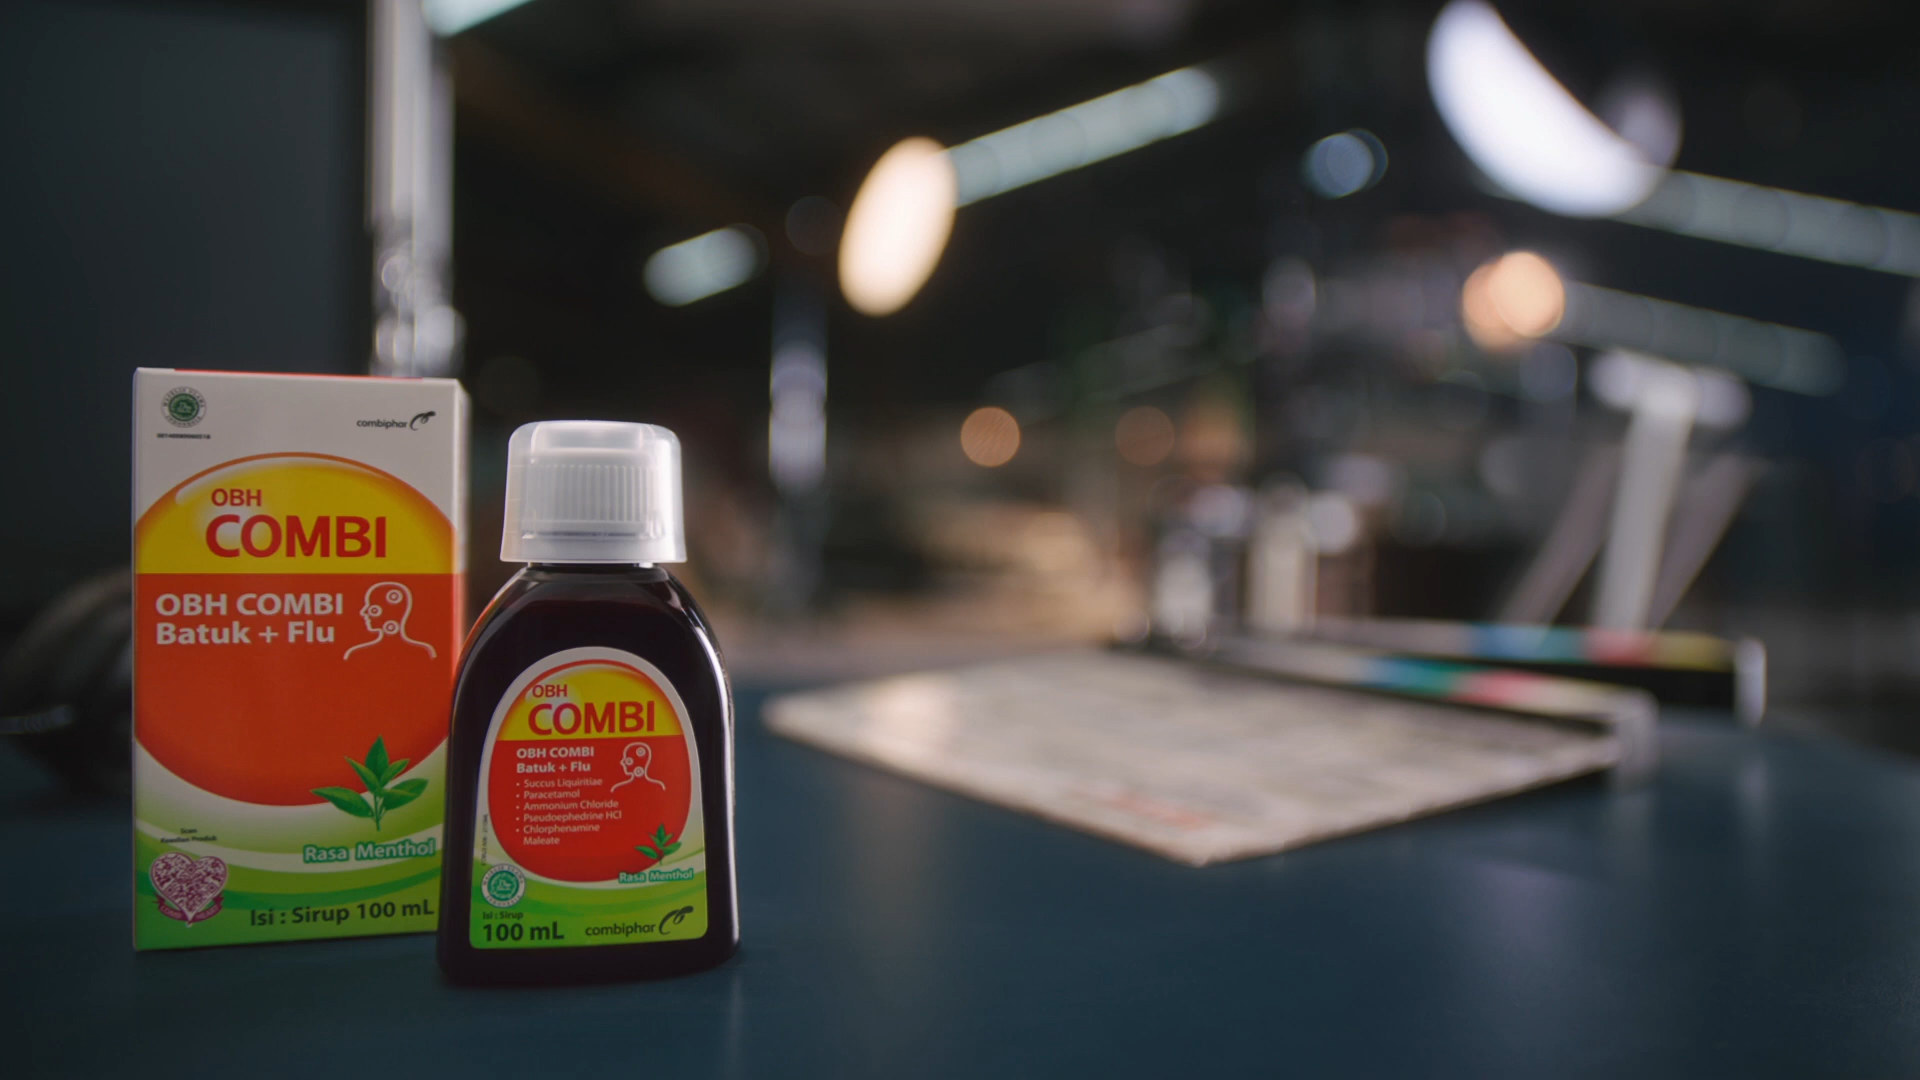 combiphar
OBH
COMBI
OBH COMBI
Batuk + Flu
Rasa Menthol
Isi : Sirup 100 mL
OBH
COMBI
OBH COMBI
Batuk + Flu
• Succus Liquiritiae
• Paracetamol
• Ammonium Chloride
• Pseudoephedrine HCl
• Chlorphenamine
Maleate
Rasa Menthol
Isi : Sirup
100 mL
combiphar